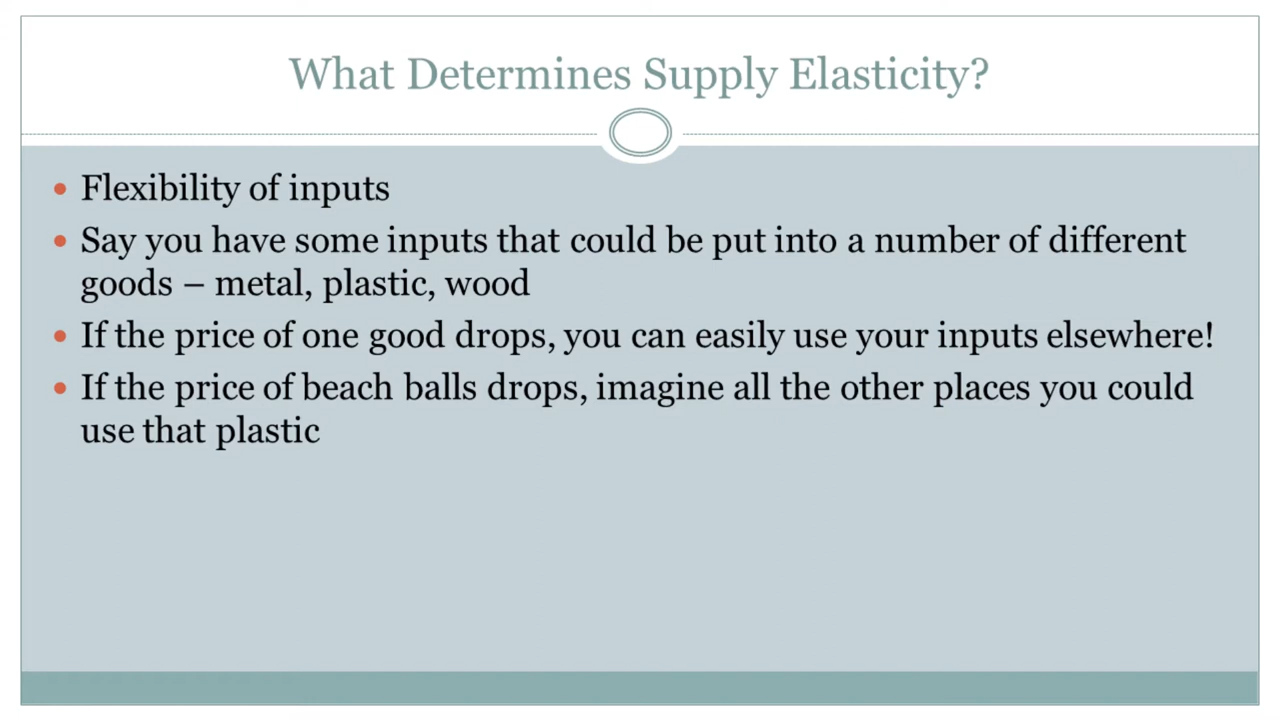 What Determines Supply Elasticity?
• Flexibility of inputs
• Say you have some inputs that could be put into a number of different
goods – metal, plastic, wood
• If the price of one good drops, you can easily use your inputs elsewhere!
• If the price of beach balls drops, imagine all the other places you could
use that plastic